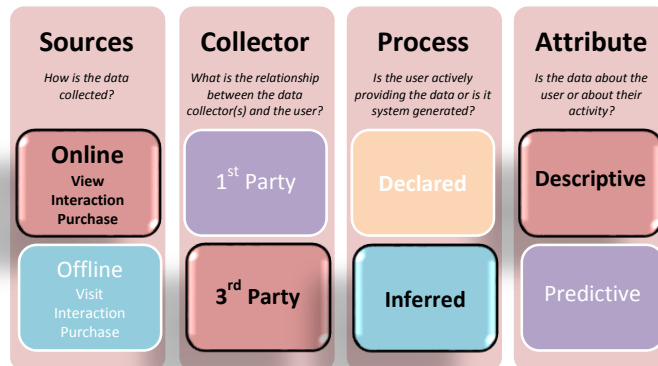 Sources
How is the data
collected?
Online
View
Interaction
Purchase
Offline
Visit
Interaction
Purchase
Collector
What is the relationship
between the data
collector(s) and the user?
1st Party
3rd Party
Process
Is the user actively
providing the data or is it
system generated?
Declared
Inferred
Attribute
Is the data about the
user or about their
activity?
Descriptive
Predictive